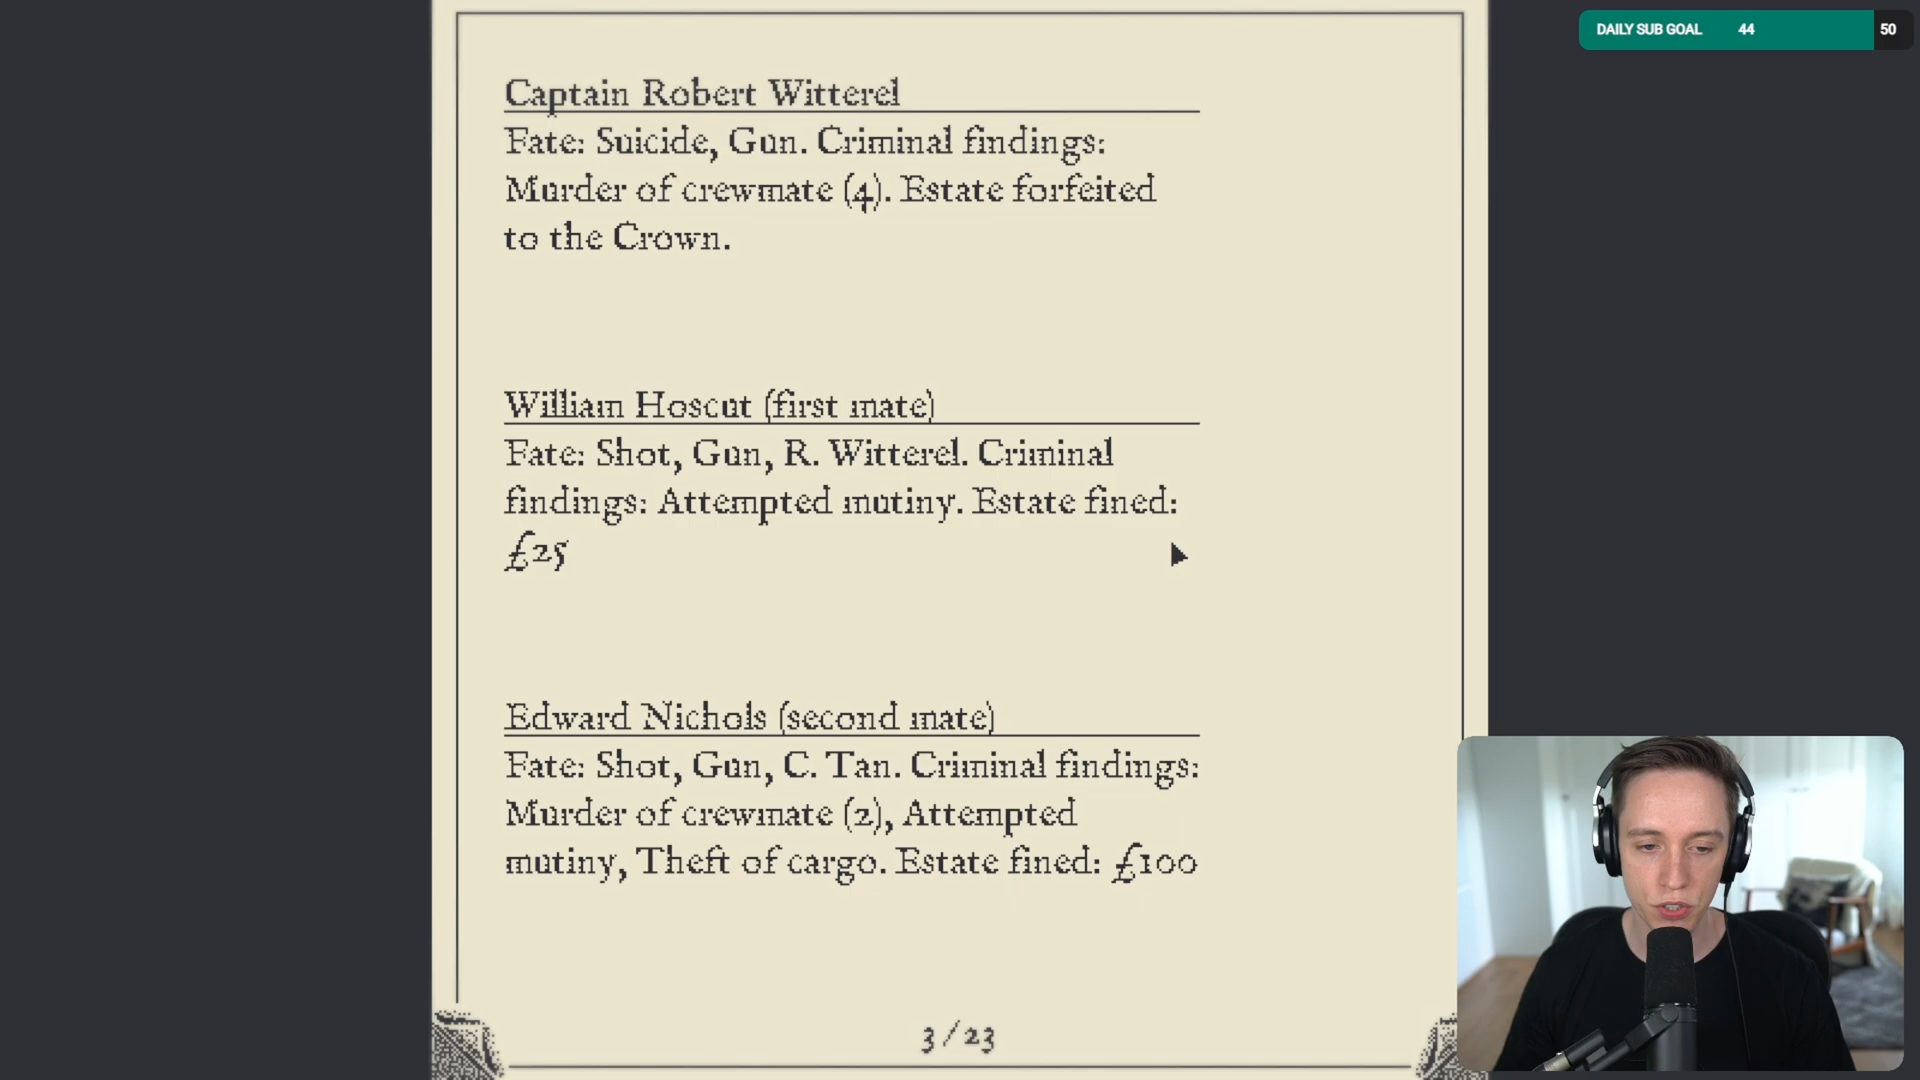 DAILY SUB GOAL 44 50
Captain Robert Witterel
Fate: Suicide, Gun. Criminal findings:
Murder of crewmate (4). Estate forfeited
to the Crown.
William Hoscut (first mate)
Fate: Shot, Gun, R. Witterel. Criminal
findings: Attempted mutiny. Estate fined:
£25
Edward Nichols (second mate)
Fate: Shot, Gun, C. Tan. Criminal findings:
Murder of crewmate (2), Attempted
mutiny, Theft of cargo. Estate fined: £100
3 / 23